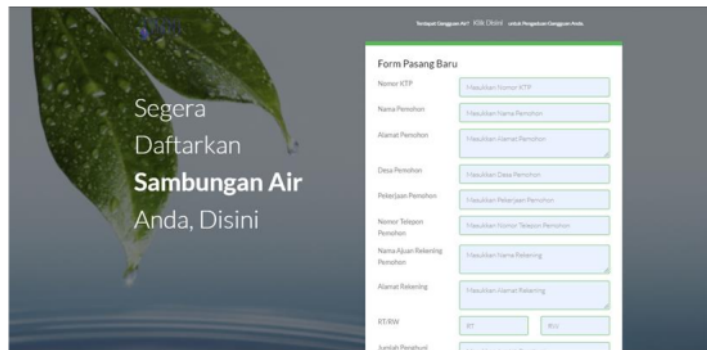 Terdapat Gangguan Air? Klik Disini untuk Pengaduan Gangguan Anda.
Segera
Daftarkan
Sambungan Air
Anda, Disini
Form Pasang Baru
Nomor KTP
Masukkan Nomor KTP
Nama Pemohon
Masukkan Nama Pemohon
Alamat Pemohon
Masukkan Alamat Pemohon
Desa Pemohon
Masukkan Desa Pemohon
Pekerjaan Pemohon
Masukkan Pekerjaan Pemohon
Nomor Telepon
Pemohon
Masukkan Nomor Telepon Pemohon
Nama Ajuan Rekening
Pemohon
Masukkan Nama Rekening
Alamat Rekening
Masukkan Alamat Rekening
RT/RW
RT
RW
Jumlah Penghuni